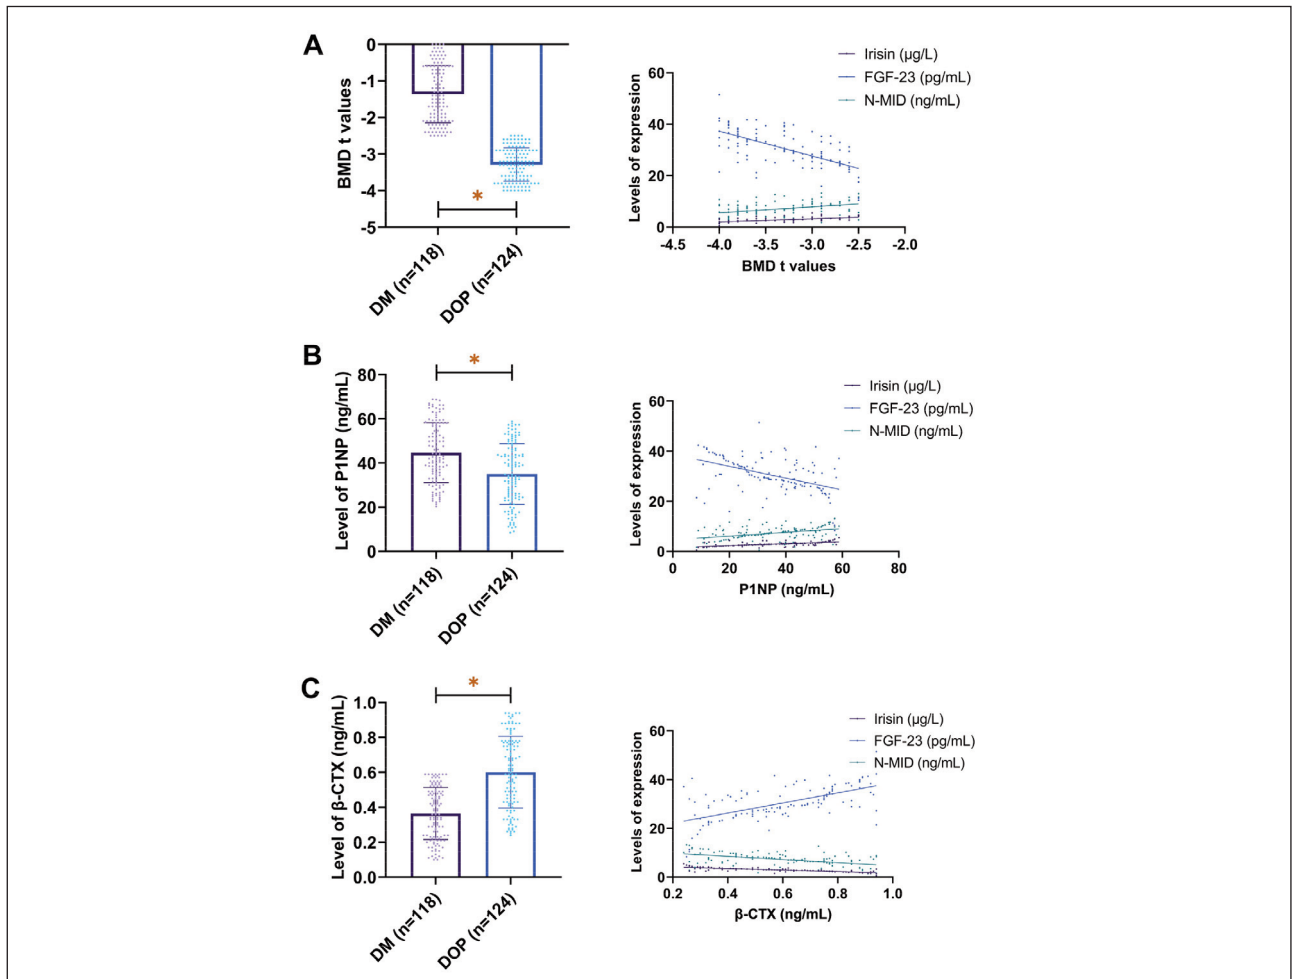 A
0
-1
-2
-3
-4
-5
BMD t values
*
DM (n=118)
DOP (n=124)
Irisin (µg/L)
FGF-23 (pg/mL)
N-MID (ng/mL)
60
40
20
0
Levels of expression
-4.5 -4.0 -3.5 -3.0 -2.5 -2.0
BMD t values
B
80
60
40
20
0
Level of P1NP (ng/mL)
*
DM (n=118)
DOP (n=124)
Irisin (µg/L)
FGF-23 (pg/mL)
N-MID (ng/mL)
60
40
20
0
Levels of expression
0 20 40 60 80
P1NP (ng/mL)
C
1.0
0.8
0.6
0.4
0.2
0.0
Level of β-CTX (ng/mL)
*
DM (n=118)
DOP (n=124)
Irisin (µg/L)
FGF-23 (pg/mL)
N-MID (ng/mL)
60
40
20
0
Levels of expression
0.2 0.4 0.6 0.8 1.0
β-CTX (ng/mL)